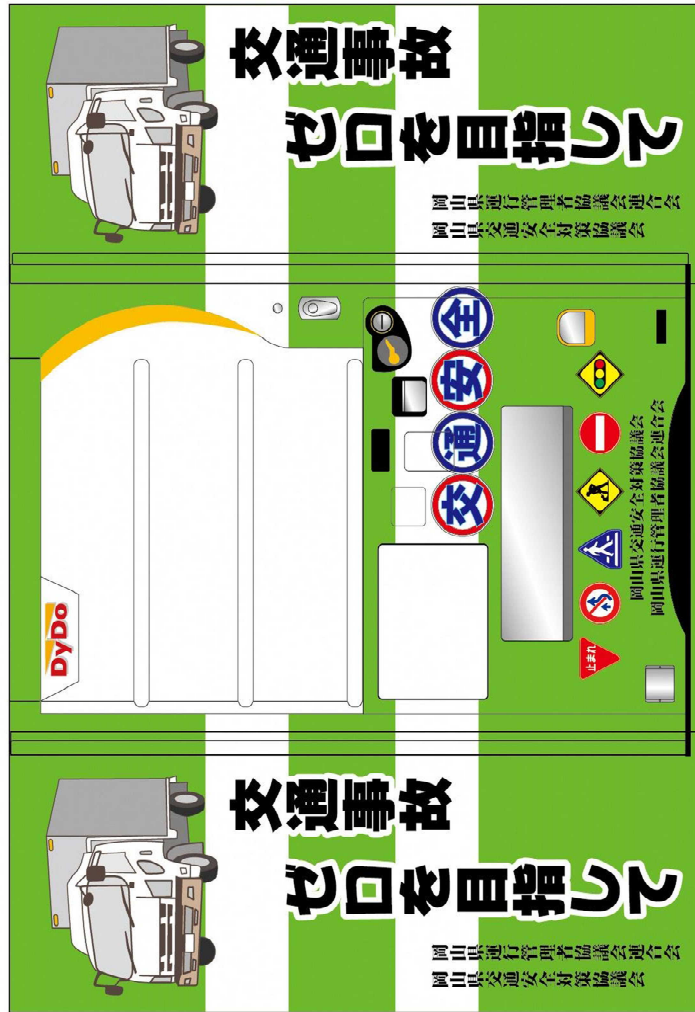 交通事故
ゼロを目指して
岡山県運行管理者協議会連合会
岡山県交通安全対策協議会
DyDo
交通安全
止まれ
岡山県交通安全対策協議会
岡山県運行管理者協議会連合会
交通事故
ゼロを目指して
岡山県運行管理者協議会連合会
岡山県交通安全対策協議会